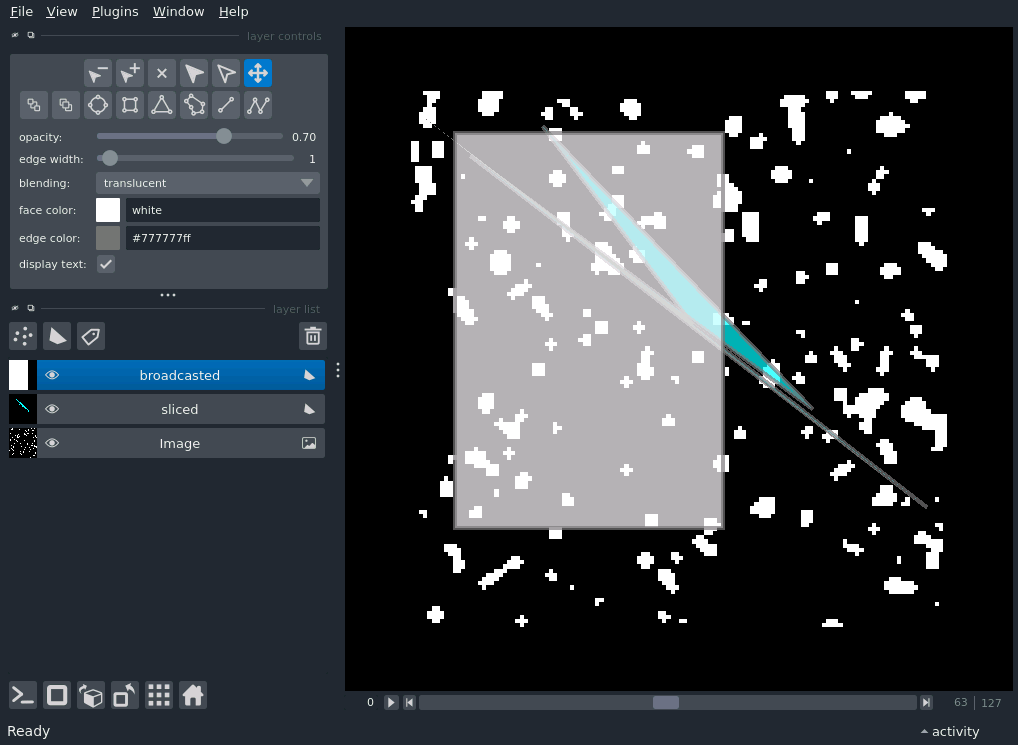 File View Plugins Window Help
layer controls
opacity: 0.70
edge width: 1
blending: translucent
face color: white
edge color: #777777ff
display text:
layer list
broadcasted
sliced
Image
0 63 127
Ready activity